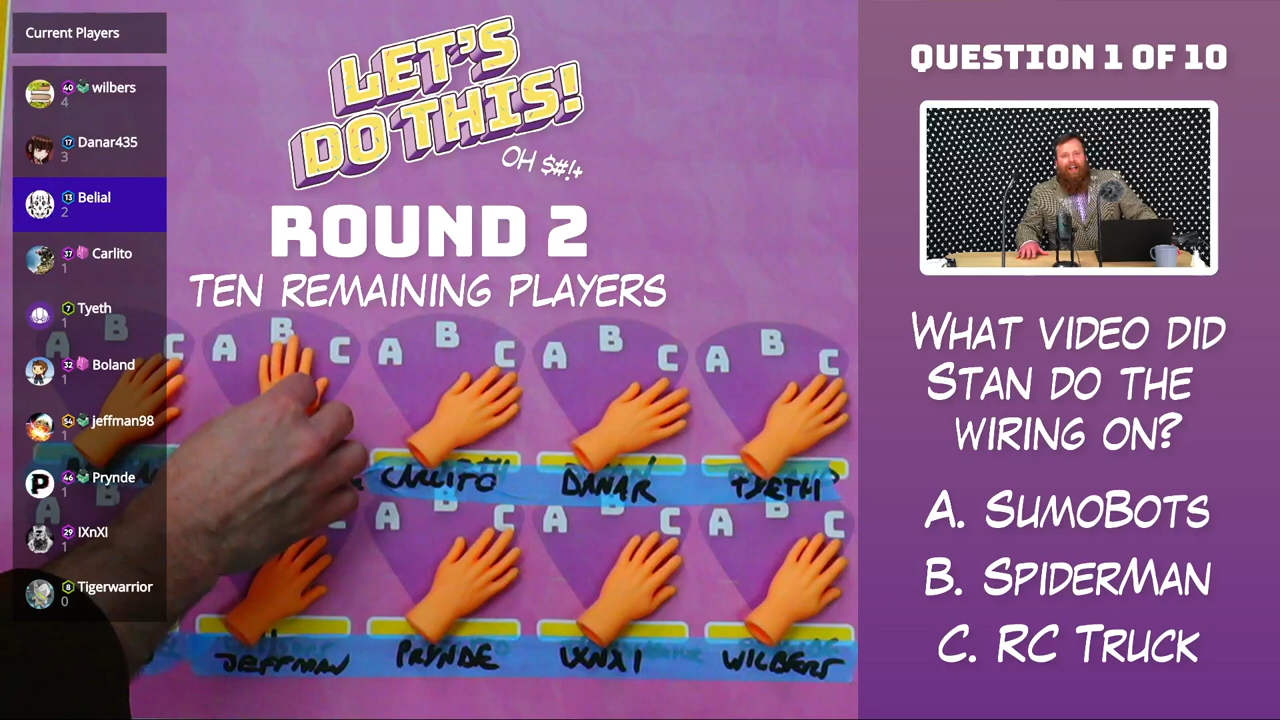 Current Players
40 wilbers
4
17 Danar435
3
13 Belial
2
37 Carlito
1
7 Tyeth
1
32 Boland
1
54 jeffman98
1
46 Prynde
1
29 IXnXI
1
8 Tigerwarrior
0
LET'S
DO THIS!
OH $#!+
ROUND 2
TEN REMAINING PLAYERS
A B C
A B C
A B C
A B C
A B C
CARLITO
DANAR
TYETH
A
C
A B C
A B C
A B C
JEFFMAN
PRYNDE
IXNXI
WILBERS
QUESTION 1 OF 10
WHAT VIDEO DID
STAN DO THE
WIRING ON?
A. SUMOBOTS
B. SPIDERMAN
C. RC TRUCK